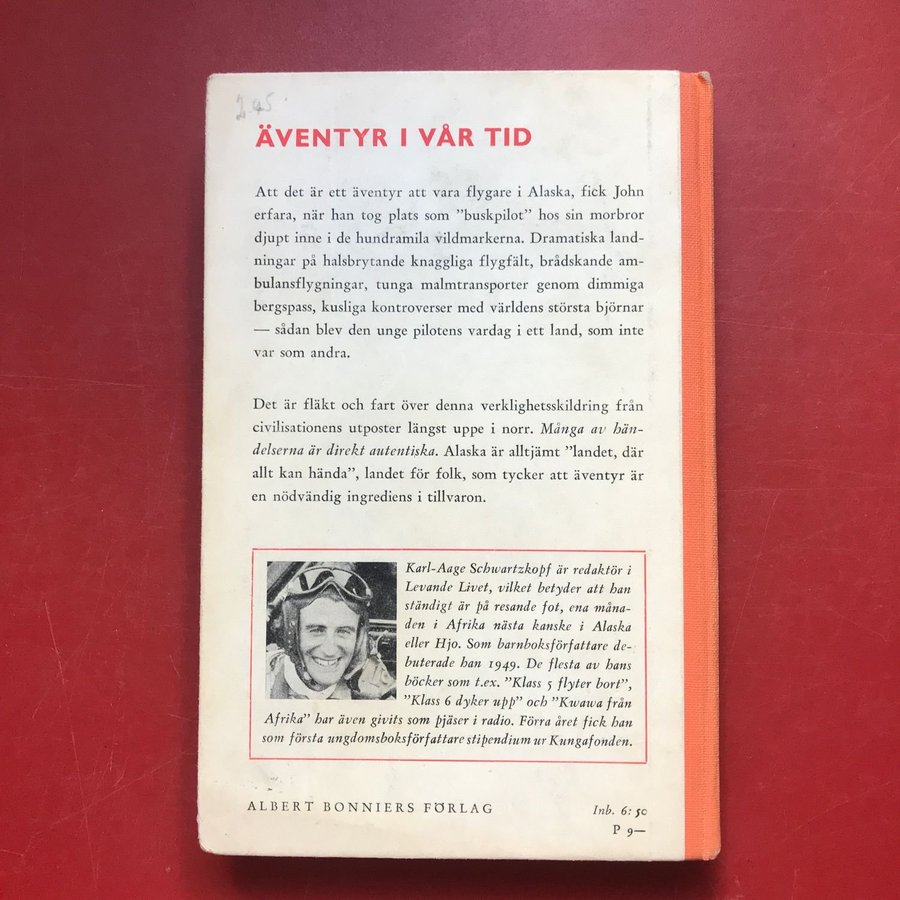 245
ÄVENTYR I VÅR TID
Att det är ett äventyr att vara flygare i Alaska, fick John
erfara, när han tog plats som ”buskpilot” hos sin morbror
djupt inne i de hundramila vildmarkerna. Dramatiska land-
ningar på halsbrytande knaggliga flygfält, brådskande am-
bulansflygningar, tunga malmtransporter genom dimmiga
bergspass, kusliga kontroverser med världens största björnar
— sådan blev den unge pilotens vardag i ett land, som inte
var som andra.
Det är fläkt och fart över denna verklighetsskildring från
civilisationens utposter längst uppe i norr. Många av hän-
delserna är direkt autentiska. Alaska är alltjämt ”landet, där
allt kan hända”, landet för folk, som tycker att äventyr är
en nödvändig ingrediens i tillvaron.
Karl-Aage Schwartzkopf är redaktör i
Levande Livet, vilket betyder att han
ständigt är på resande fot, ena måna-
den i Afrika nästa kanske i Alaska
eller Hjo. Som barnboksförfattare de-
buterade han 1949. De flesta av hans
böcker som t.ex. ”Klass 5 flyter bort”,
”Klass 6 dyker upp” och ”Kwawa från
Afrika” har även givits som pjäser i radio. Förra året fick han
som första ungdomsboksförfattare stipendium ur Kungafonden.
ALBERT BONNIERS FÖRLAG
Inb. 6: 50
P 9—